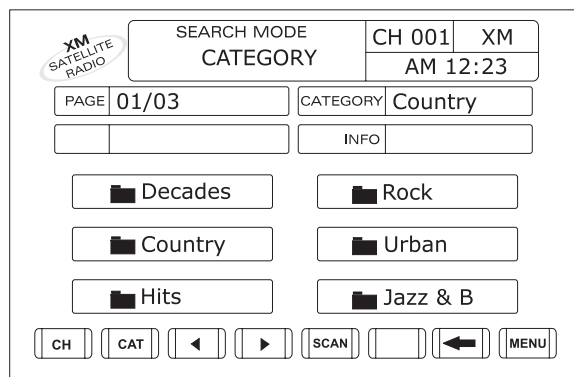 XM
SATELLITE
RADIO
SEARCH MODE
CATEGORY
CH 001 XM
AM 12:23
PAGE 01/03
CATEGORY Country
INFO
Decades
Rock
Country
Urban
Hits
Jazz & B
CH CAT SCAN MENU